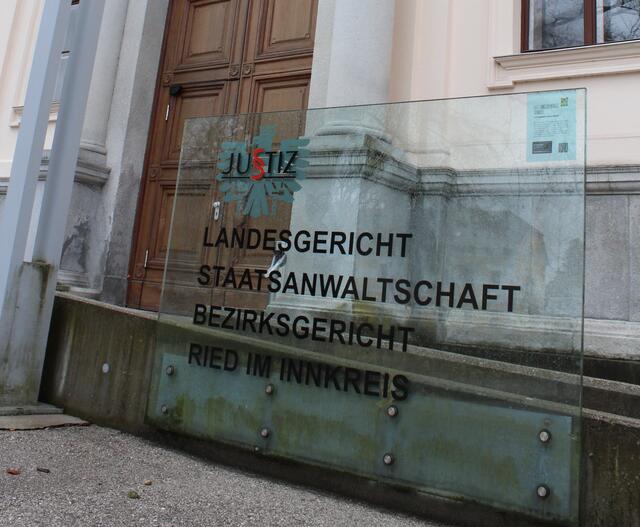 JUSTIZ
LANDESGERICHT
STAATSANWALTSCHAFT
BEZIRKSGERICHT
RIED IM INNKREIS